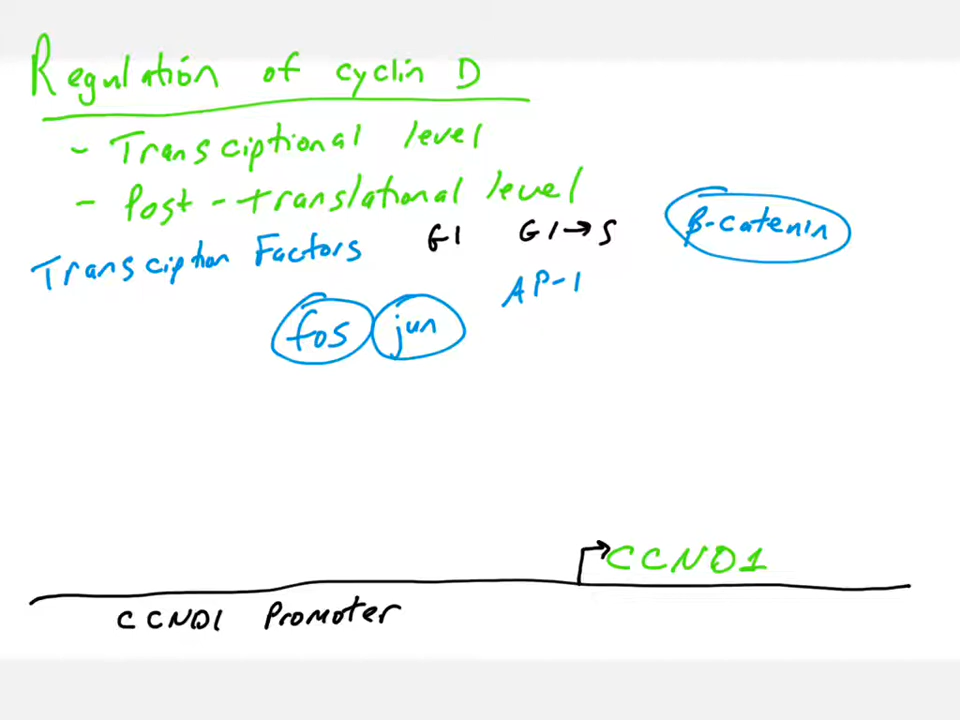 Regulation of cyclin D
- Transciptional level
- Post-translational level
Transciption Factors
G1 G1→S
β-catenin
AP-1
fos jun
CCND1
CCND1 Promoter